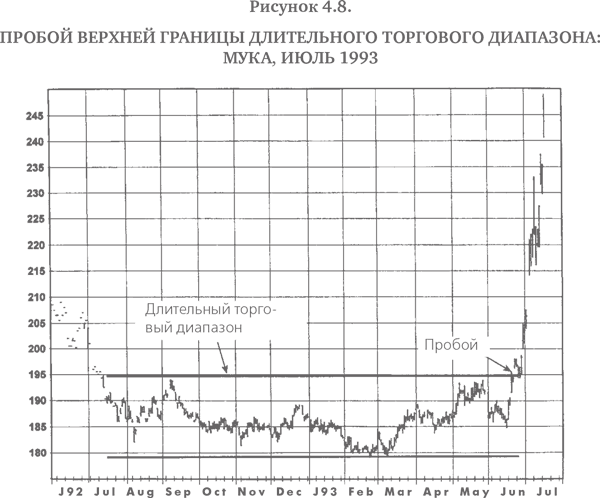 Рисунок 4.8.
ПРОБОЙ ВЕРХНЕЙ ГРАНИЦЫ ДЛИТЕЛЬНОГО ТОРГОВОГО ДИАПАЗОНА:
МУКА, ИЮЛЬ 1993
245
240
235
230
225
220
215
210
Длительный торго-
вый диапазон
205
200
Пробой
195
190
185
180
J92 Jul Aug Sep Oct Nov Dec J93 Feb Mar Apr May Jun Jul